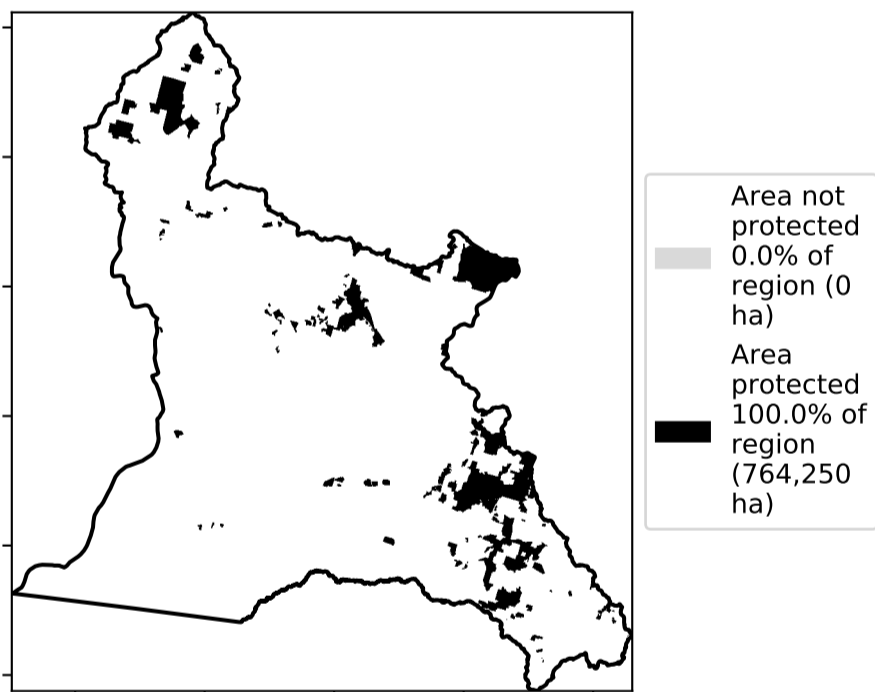 Area not
protected
0.0% of
region (0
ha)
Area
protected
100.0% of
region
(764,250
ha)